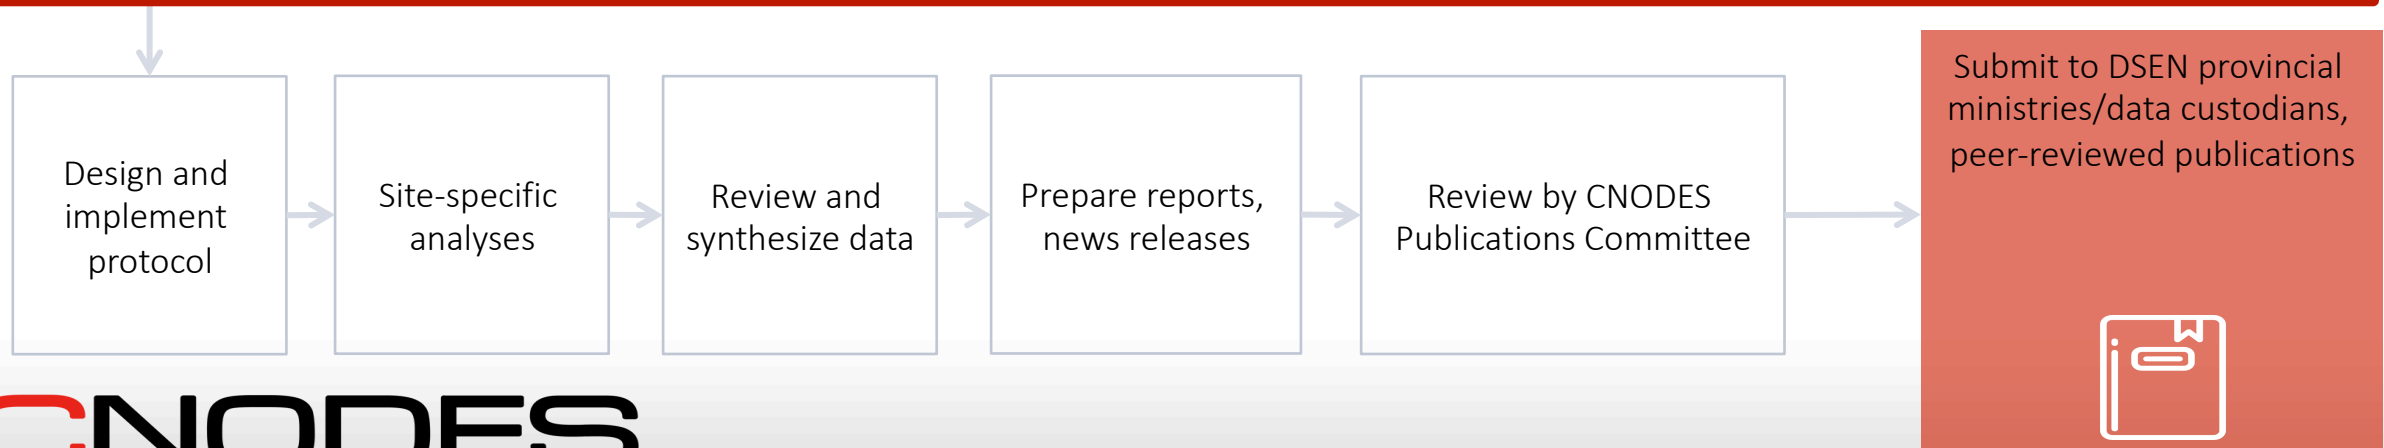 Design and
implement
protocol
Site-specific
analyses
Review and
synthesize data
Prepare reports,
news releases
Review by CNODES
Publications Committee
Submit to DSEN provincial
ministries/data custodians,
peer-reviewed publications
CNODES